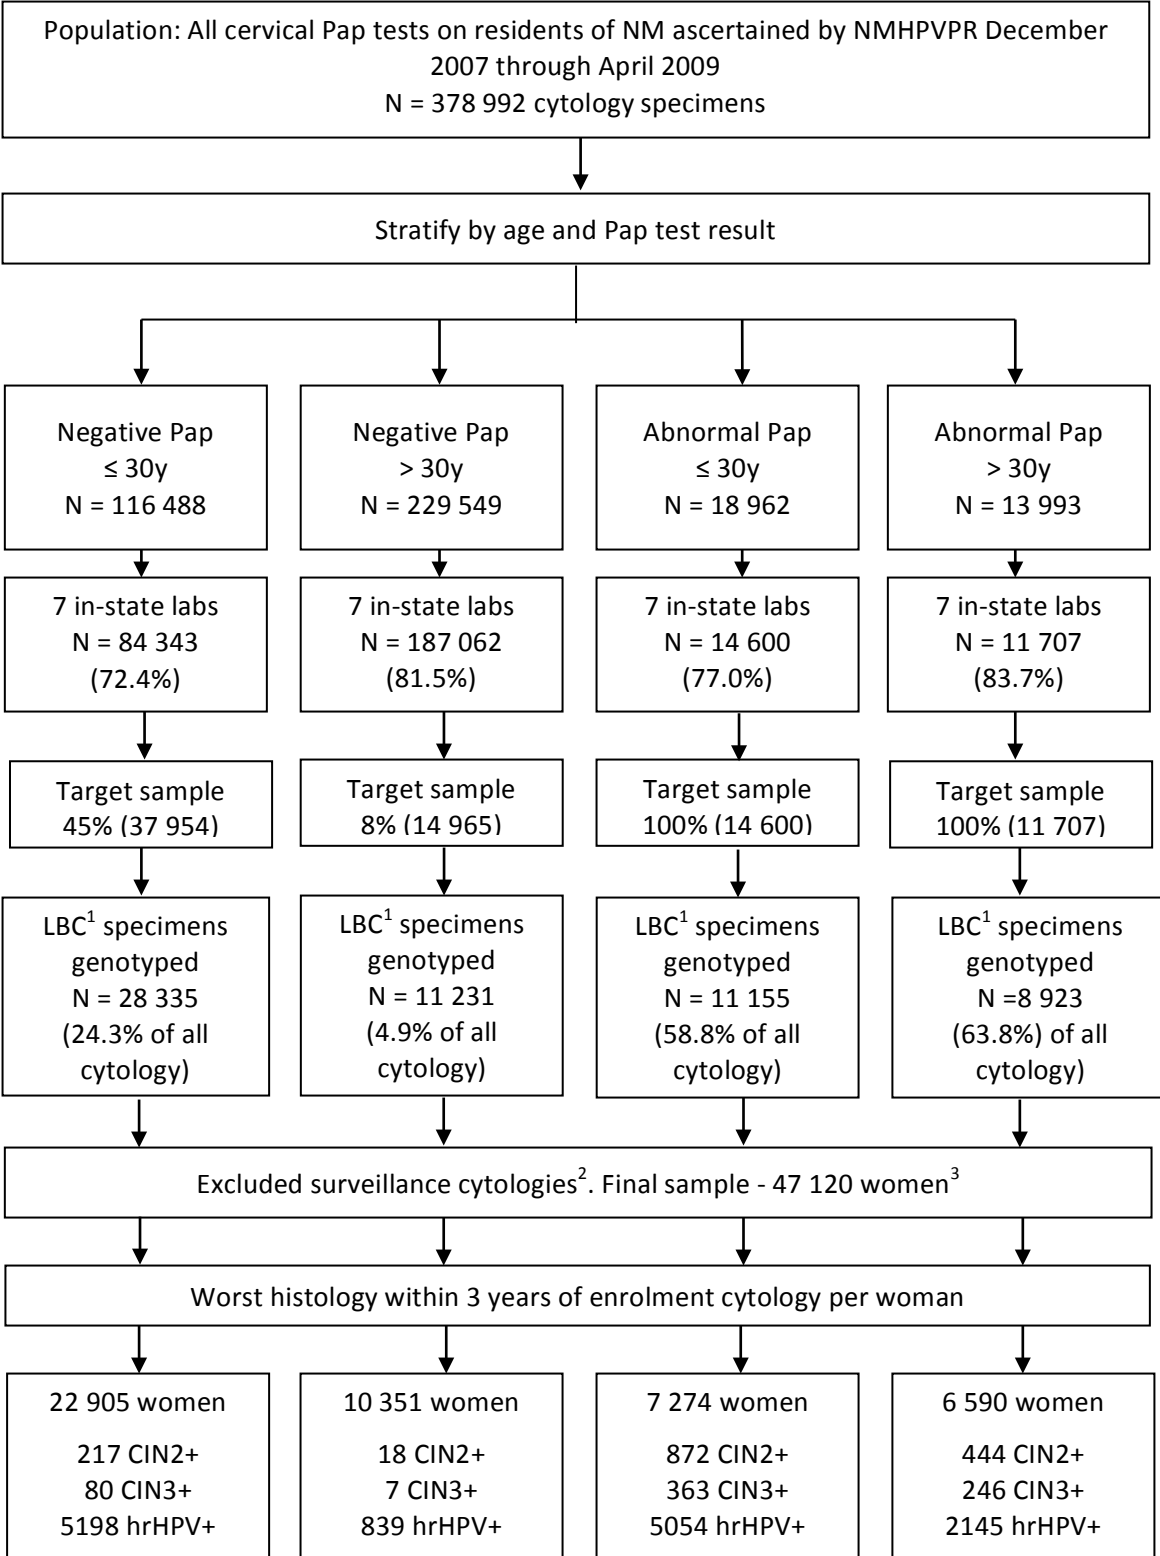 Population: All cervical Pap tests on residents of NM ascertained by NMHPVPR December
2007 through April 2009
N = 378 992 cytology specimens
Stratify by age and Pap test result
Negative Pap
≤ 30y
N = 116 488
Negative Pap
> 30y
N = 229 549
Abnormal Pap
≤ 30y
N = 18 962
Abnormal Pap
> 30y
N = 13 993
7 in-state labs
N = 84 343
(72.4%)
7 in-state labs
N = 187 062
(81.5%)
7 in-state labs
N = 14 600
(77.0%)
7 in-state labs
N = 11 707
(83.7%)
Target sample
45% (37 954)
Target sample
8% (14 965)
Target sample
100% (14 600)
Target sample
100% (11 707)
LBC¹ specimens
genotyped
N = 28 335
(24.3% of all
cytology)
LBC¹ specimens
genotyped
N = 11 231
(4.9% of all
cytology)
LBC¹ specimens
genotyped
N = 11 155
(58.8% of all
cytology)
LBC¹ specimens
genotyped
N =8 923
(63.8%) of all
cytology)
Excluded surveillance cytologies². Final sample - 47 120 women³
Worst histology within 3 years of enrolment cytology per woman
22 905 women
217 CIN2+
80 CIN3+
5198 hrHPV+
10 351 women
18 CIN2+
7 CIN3+
839 hrHPV+
7 274 women
872 CIN2+
363 CIN3+
5054 hrHPV+
6 590 women
444 CIN2+
246 CIN3+
2145 hrHPV+